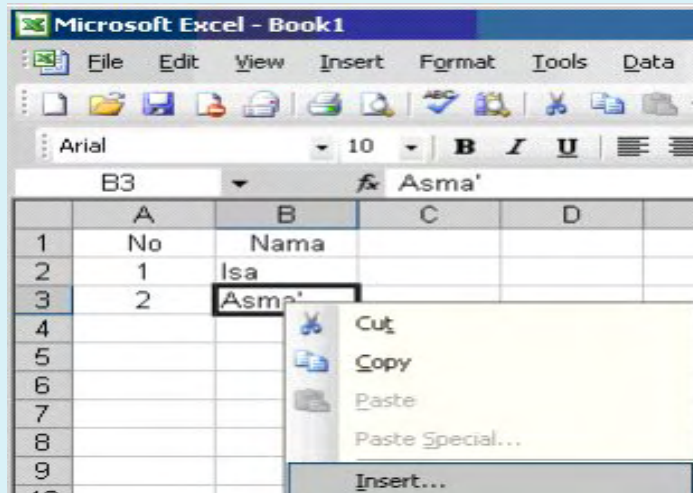 Microsoft Excel - Book1
File Edit View Insert Format Tools Data
Arial 10 B I U
B3 fx Asma'
A B C D
1 No Nama
2 1 Isa
3 2 Asma'
4 Cut
5 Copy
6 Paste
7
8 Paste Special...
9 Insert...